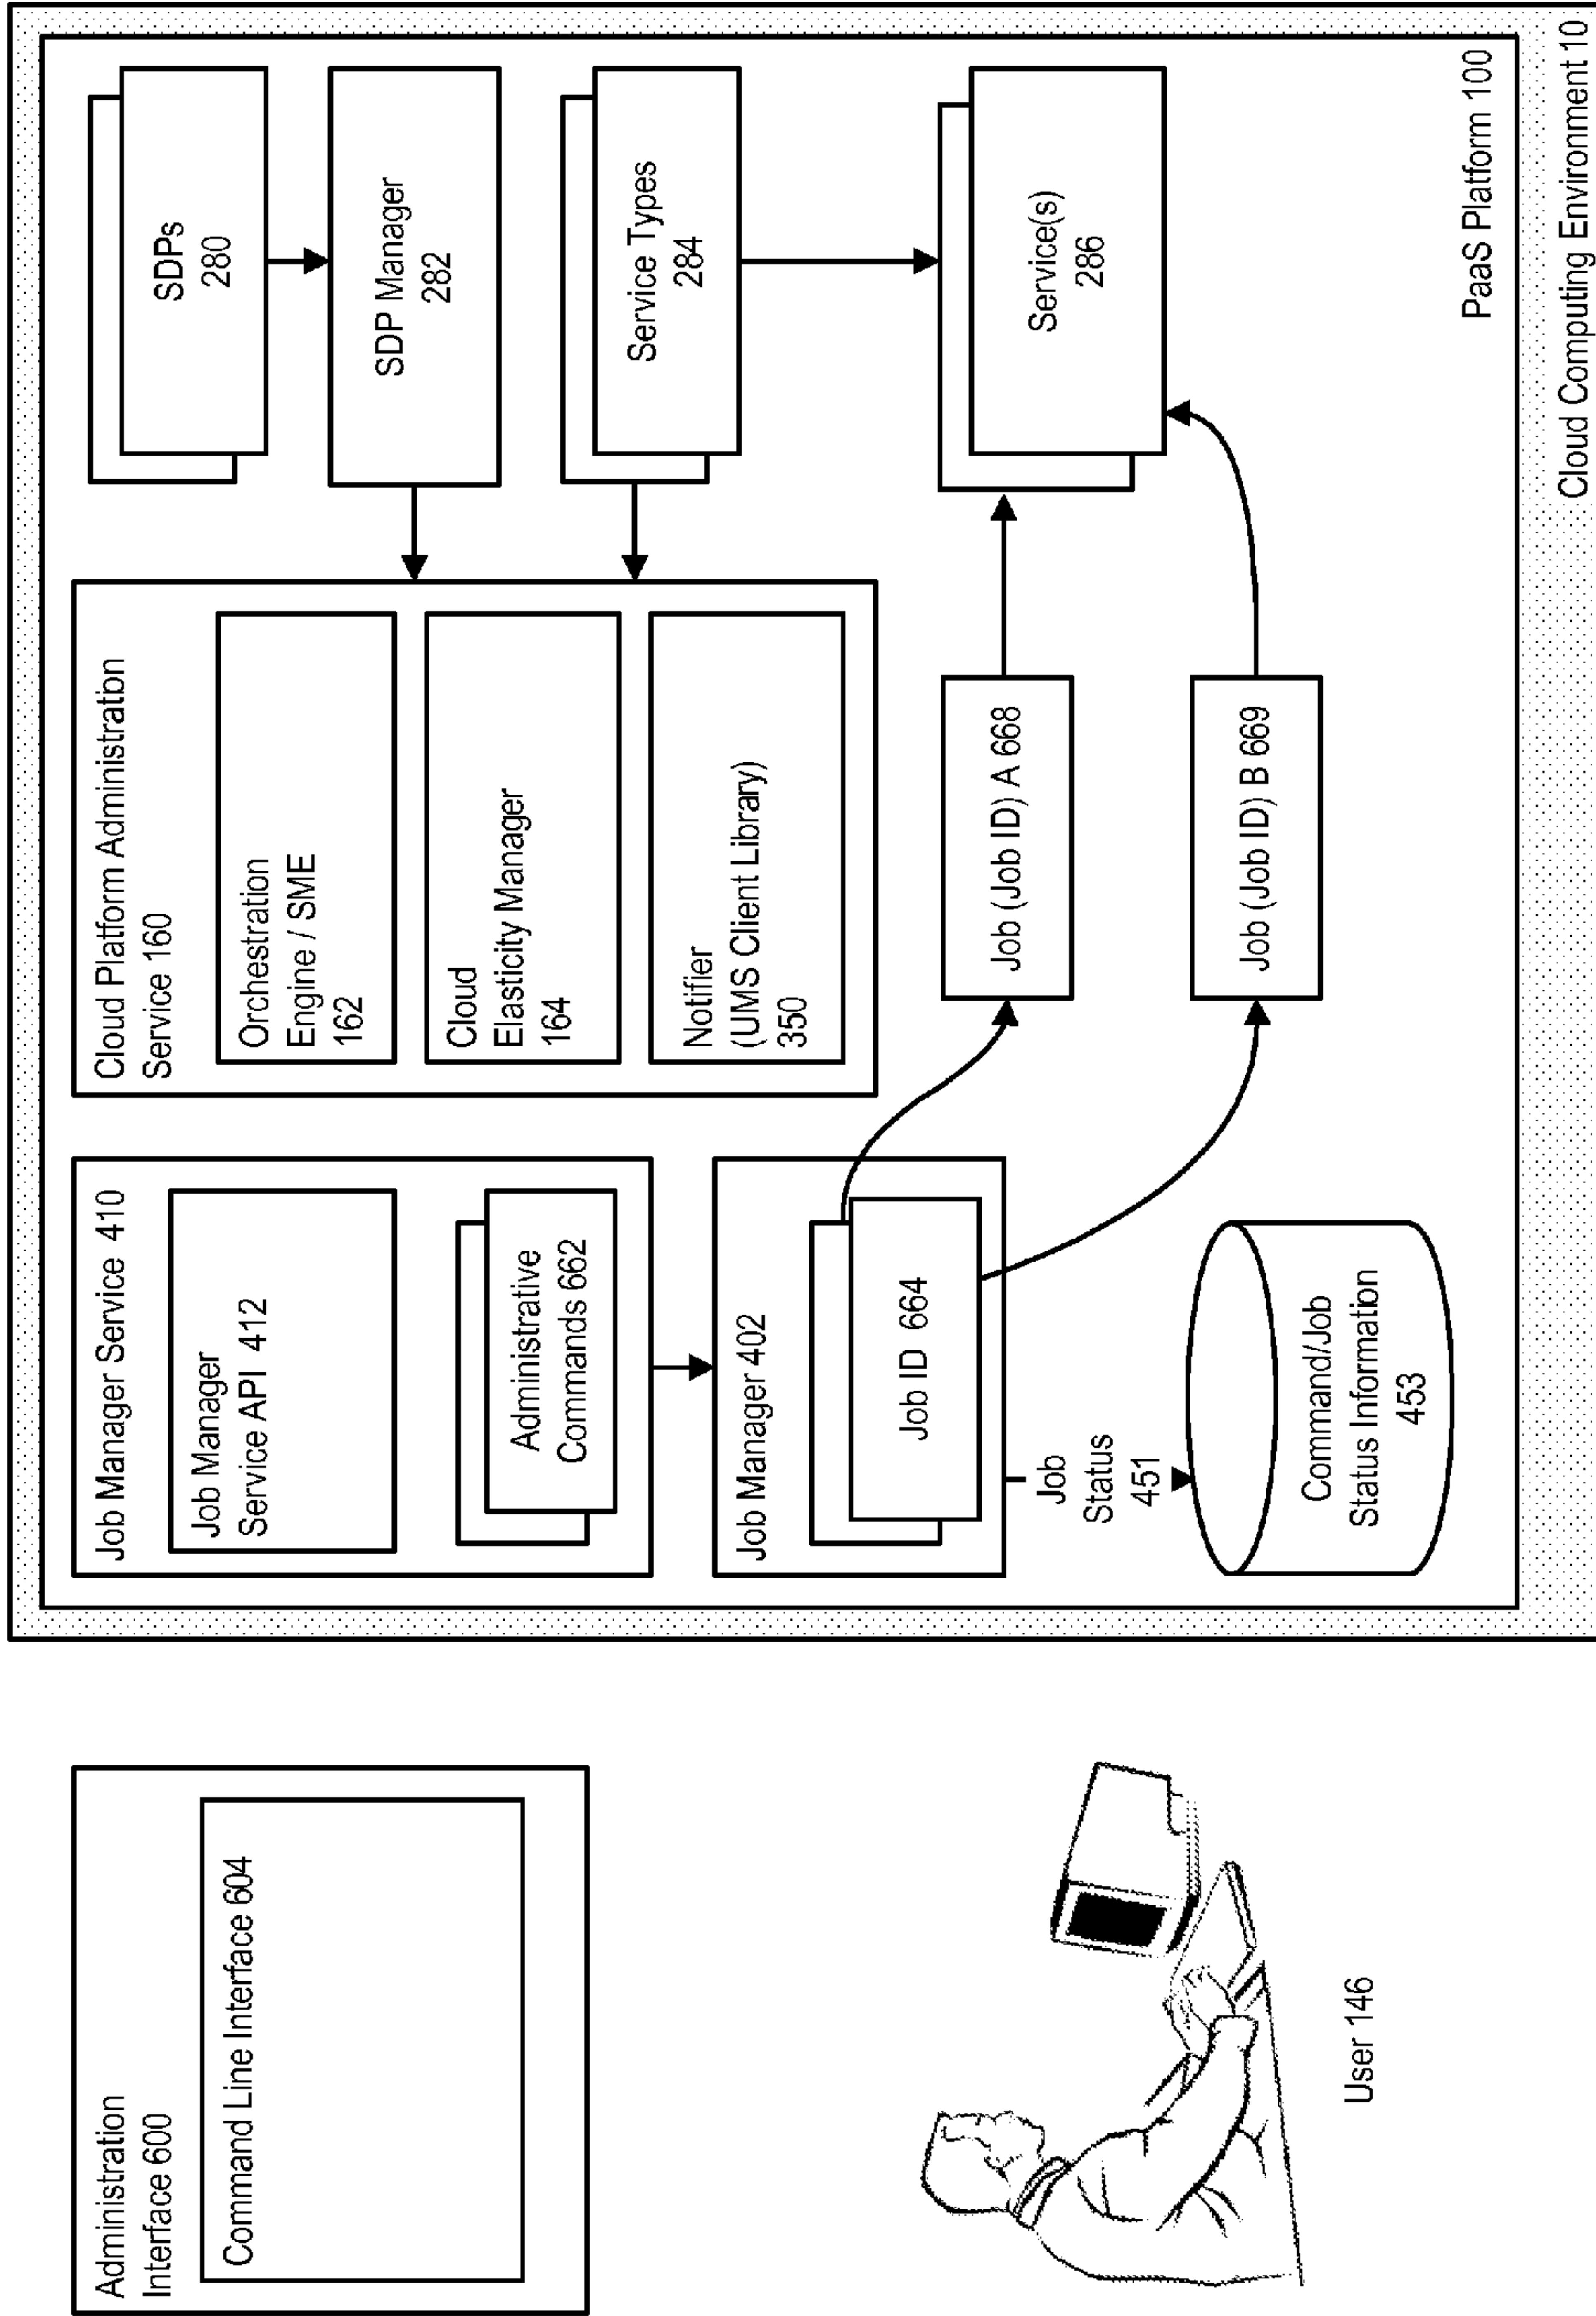 Administration
Interface 600
Command Line Interface 604
User 146
Job Manager Service 410
Job Manager
Service API 412
Administrative
Commands 662
Job Manager 402
Job ID 664
Job
Status
451
Command/Job
Status Information
453
Cloud Platform Administration
Service 160
Orchestration
Engine / SME
162
Cloud
Elasticity Manager
164
Notifier
(UMS Client Library)
350
Job (Job ID) A 668
Job (Job ID) B 669
SDPs
280
SDP Manager
282
Service Types
284
Service(s)
286
PaaS Platform 100
Cloud Computing Environment 10